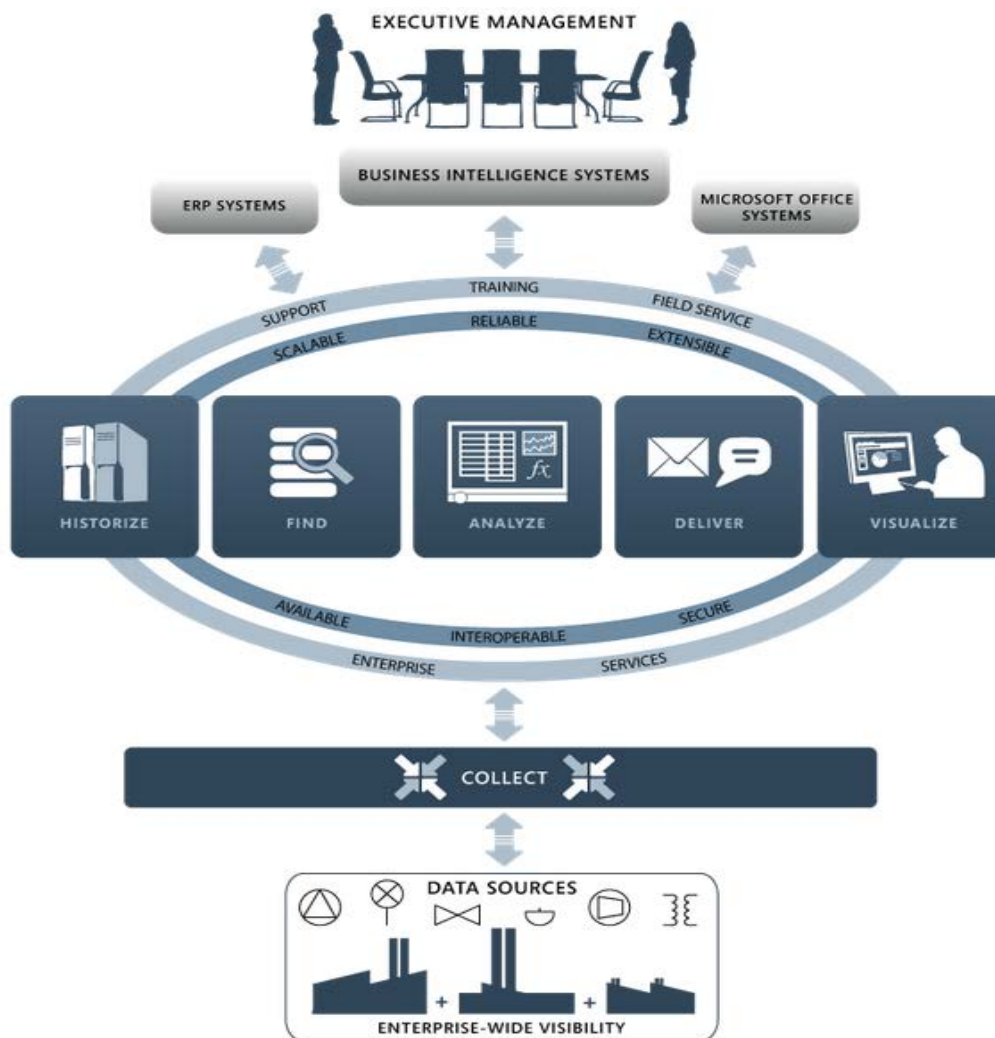 EXECUTIVE MANAGEMENT
BUSINESS INTELLIGENCE SYSTEMS
ERP SYSTEMS
MICROSOFT OFFICE
SYSTEMS
SUPPORT
TRAINING
FIELD SERVICE
SCALABLE
RELIABLE
EXTENSIBLE
fx
HISTORIZE
FIND
ANALYZE
DELIVER
VISUALIZE
AVAILABLE
INTEROPERABLE
SECURE
ENTERPRISE
SERVICES
COLLECT
DATA SOURCES
+ +
ENTERPRISE-WIDE VISIBILITY